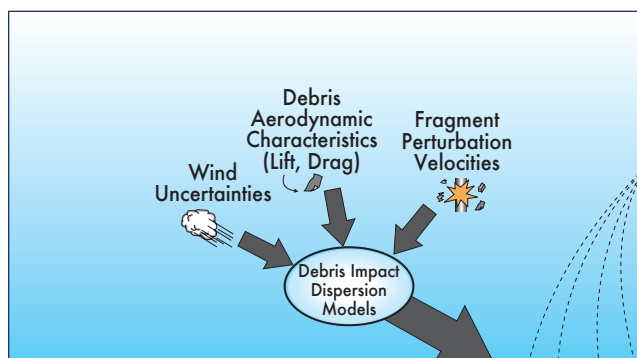 Debris
Aerodynamic
Characteristics
(Lift, Drag)
Fragment
Perturbation
Velocities
Wind
Uncertainties
Debris Impact
Dispersion
Models